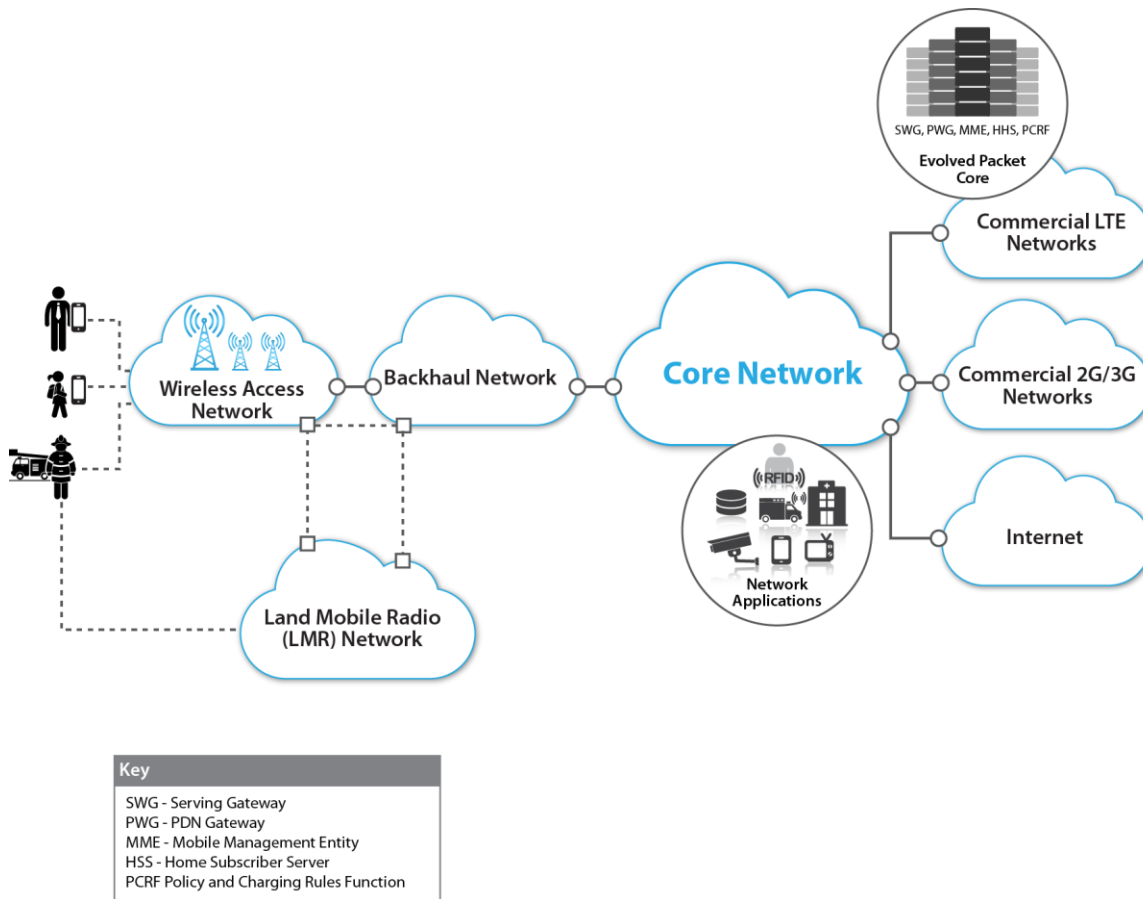 SWG, PWG, MME, HHS, PCRF
Evolved Packet
Core
Commercial LTE
Networks
Wireless Access
Network
Backhaul Network
Core Network
Commercial 2G/3G
Networks
RFID
Network
Applications
Internet
Land Mobile Radio
(LMR) Network
Key
SWG - Serving Gateway
PWG - PDN Gateway
MME - Mobile Management Entity
HSS - Home Subscriber Server
PCRF Policy and Charging Rules Function